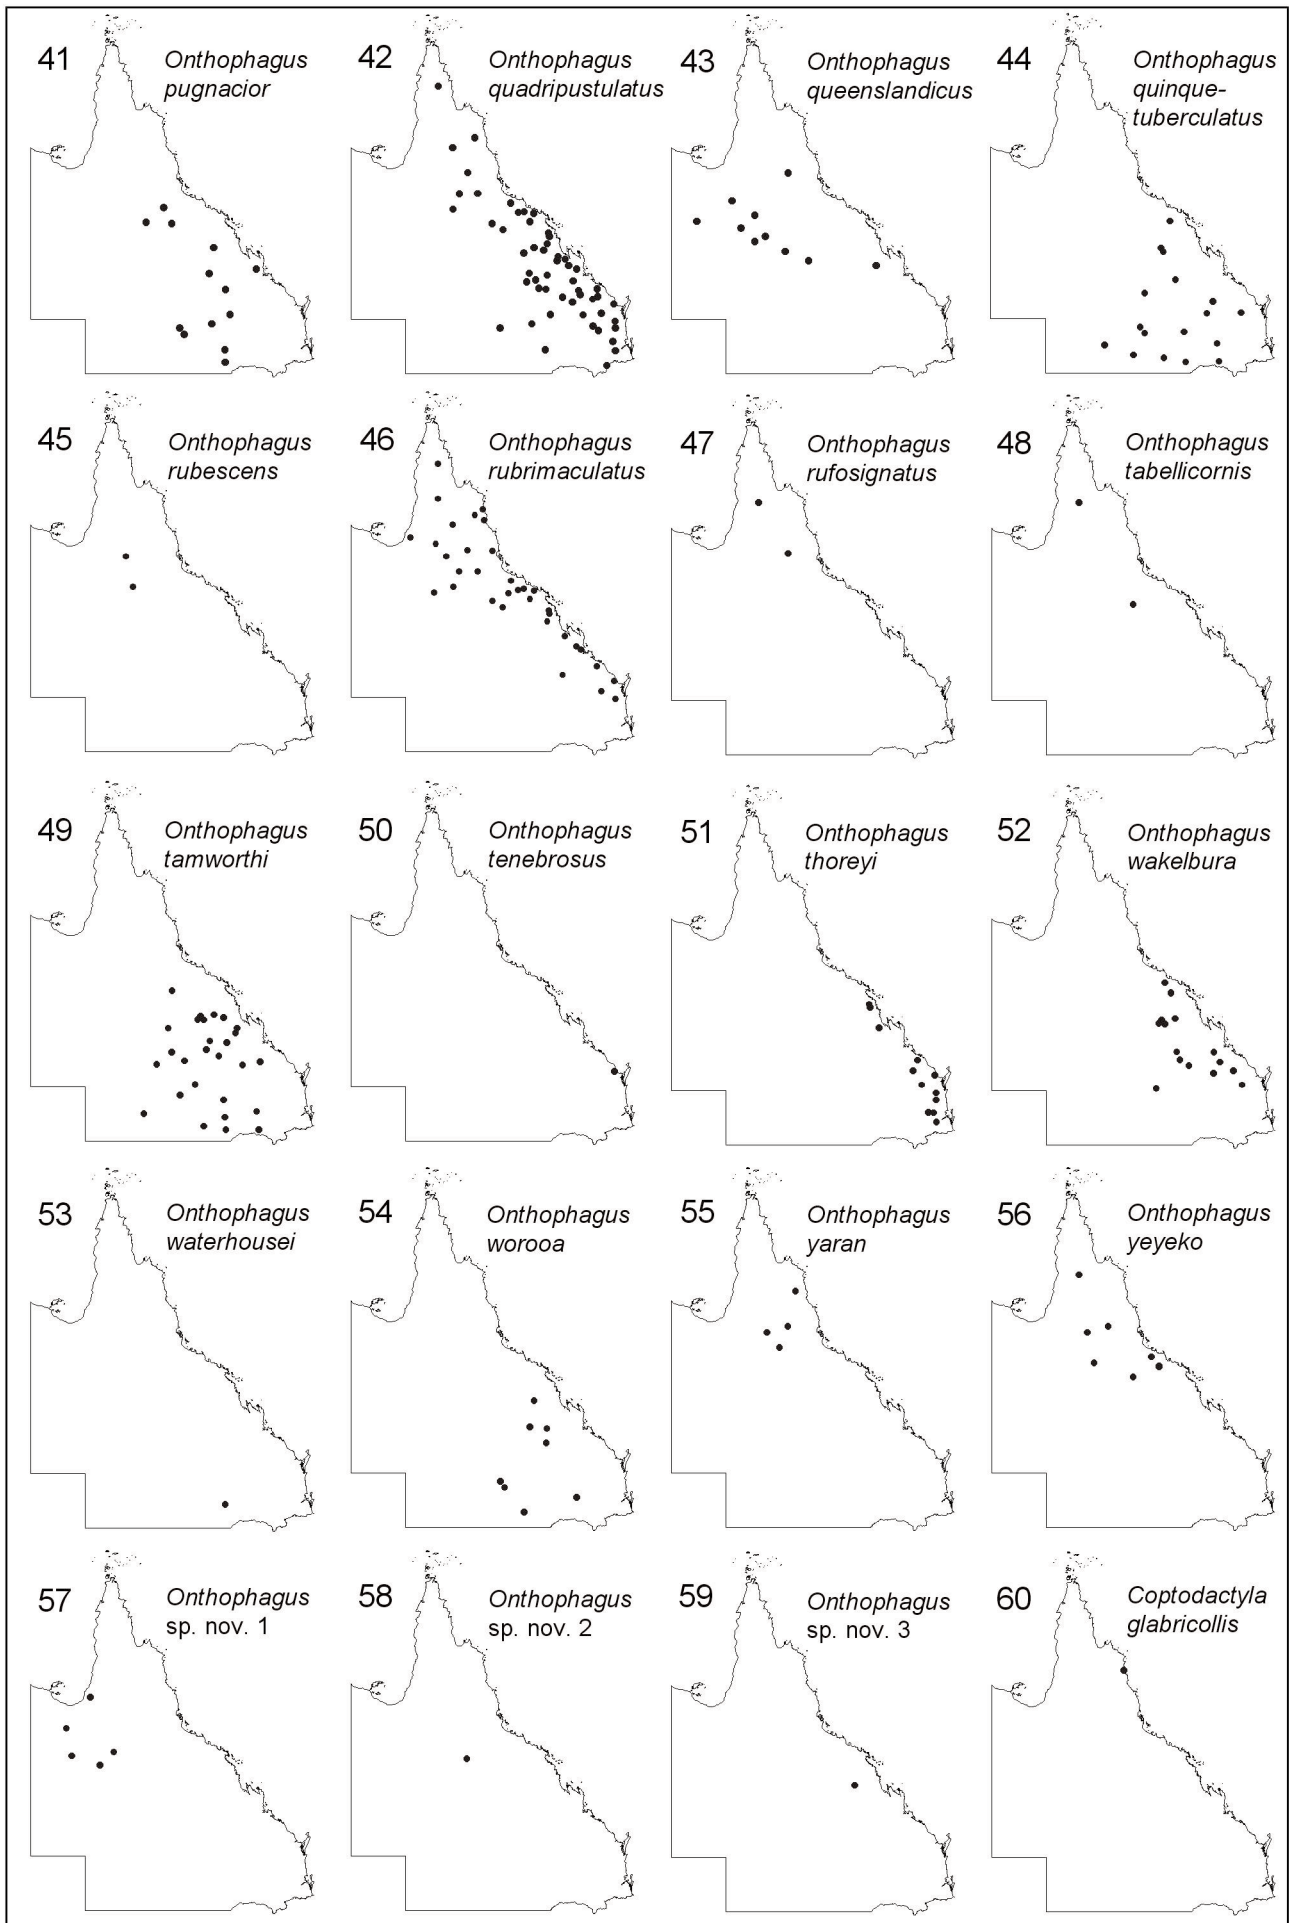 41
Onthophagus
pugnacior
42
Onthophagus
quadripustulatus
43
Onthophagus
queenslandicus
44
Onthophagus
quinque-
tuberculatus
45
Onthophagus
rubescens
46
Onthophagus
rubrimaculatus
47
Onthophagus
rufosignatus
48
Onthophagus
tabellicornis
49
Onthophagus
tamworthi
50
Onthophagus
tenebrosus
51
Onthophagus
thoreyi
52
Onthophagus
wakelbura
53
Onthophagus
waterhousei
54
Onthophagus
worooa
55
Onthophagus
yaran
56
Onthophagus
yeyeko
57
Onthophagus
sp. nov. 1
58
Onthophagus
sp. nov. 2
59
Onthophagus
sp. nov. 3
60
Coptodactyla
glabricollis